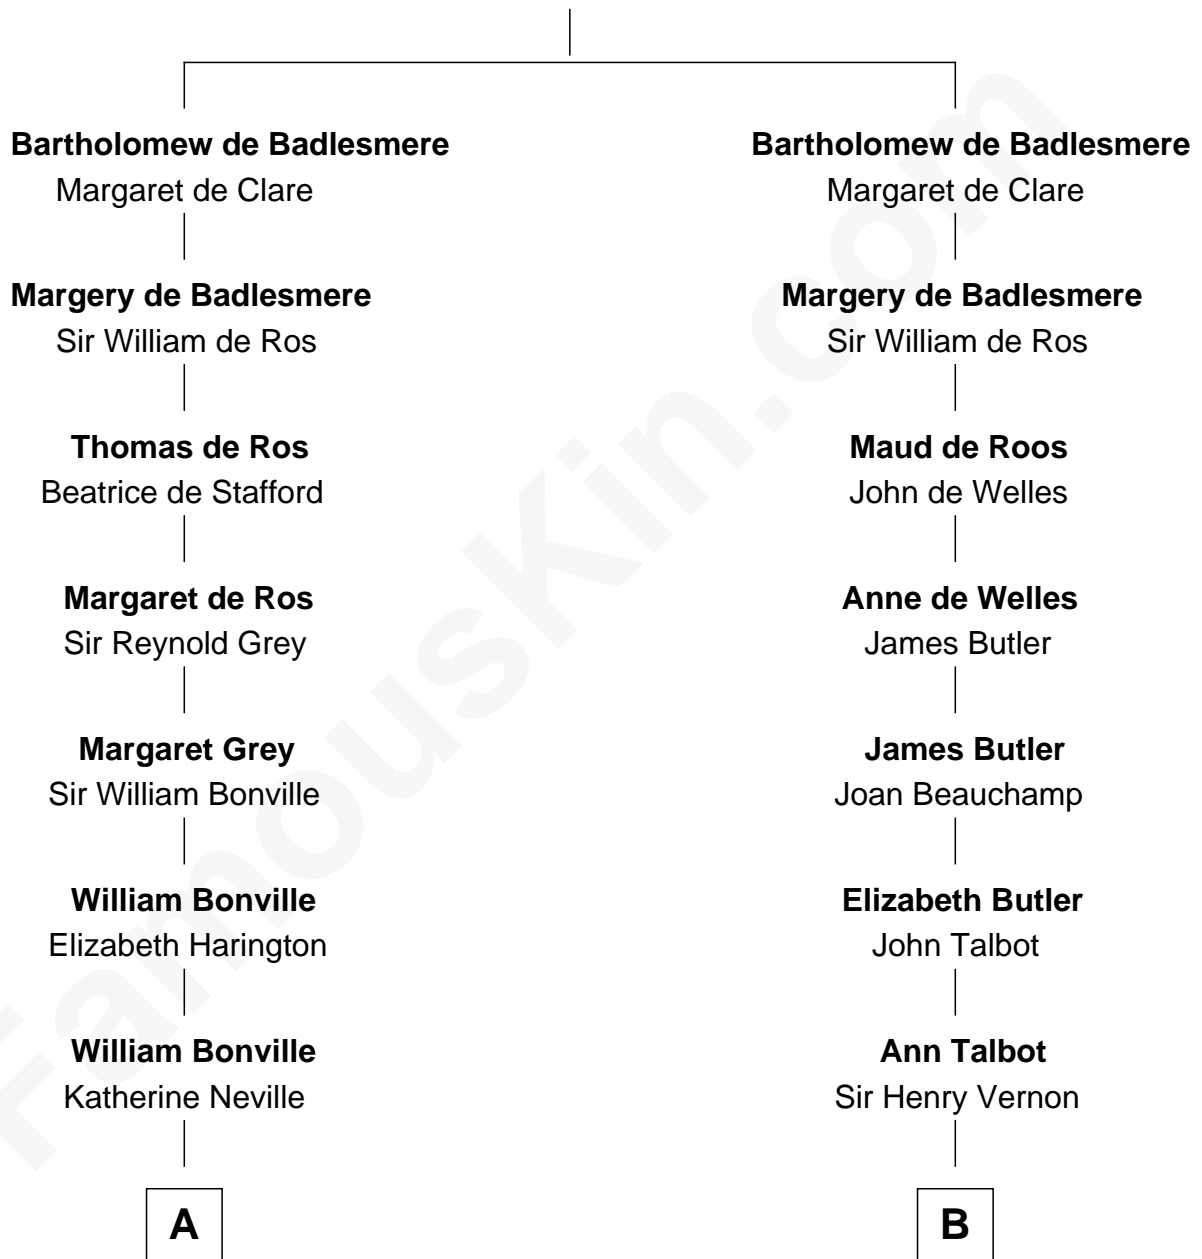 Bartholomew de Badlesmere
Margaret de Clare
Margery de Badlesmere
Sir William de Ros
Thomas de Ros
Beatrice de Stafford
Margaret de Ros
Sir Reynold Grey
Margaret Grey
Sir William Bonville
William Bonville
Elizabeth Harington
William Bonville
Katherine Neville
A
Bartholomew de Badlesmere
Margaret de Clare
Margery de Badlesmere
Sir William de Ros
Maud de Roos
John de Welles
Anne de Welles
James Butler
James Butler
Joan Beauchamp
Elizabeth Butler
John Talbot
Ann Talbot
Sir Henry Vernon
B
FamousKin.com